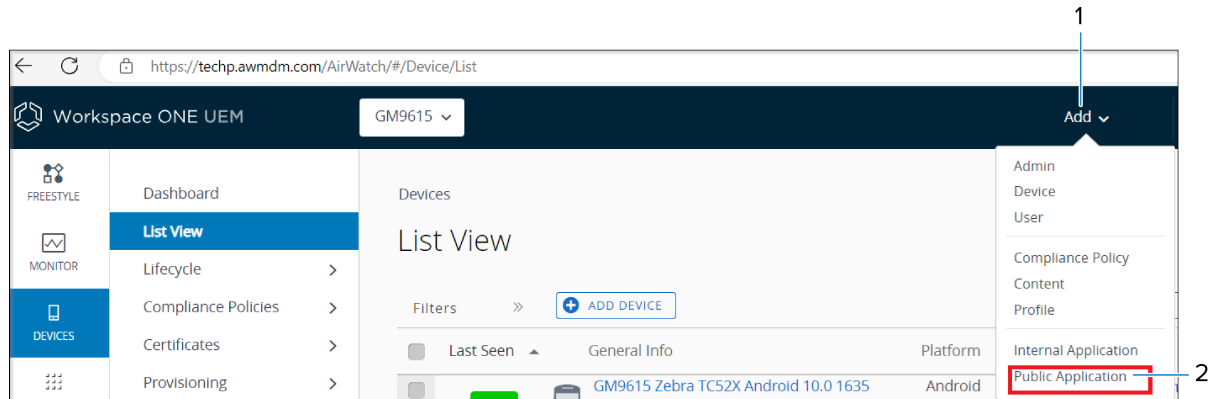 1
https://techp.awmdm.com/AirWatch/#/Device/List
Workspace ONE UEM
GM9615
Add
FREESTYLE
MONITOR
DEVICES
Dashboard
List View
Lifecycle
Compliance Policies
Certificates
Provisioning
Devices
List View
Filters
ADD DEVICE
Last Seen
General Info
Platform
GM9615 Zebra TC52X Android 10.0 1635
Android
Admin
Device
User
Compliance Policy
Content
Profile
Internal Application
Public Application
2